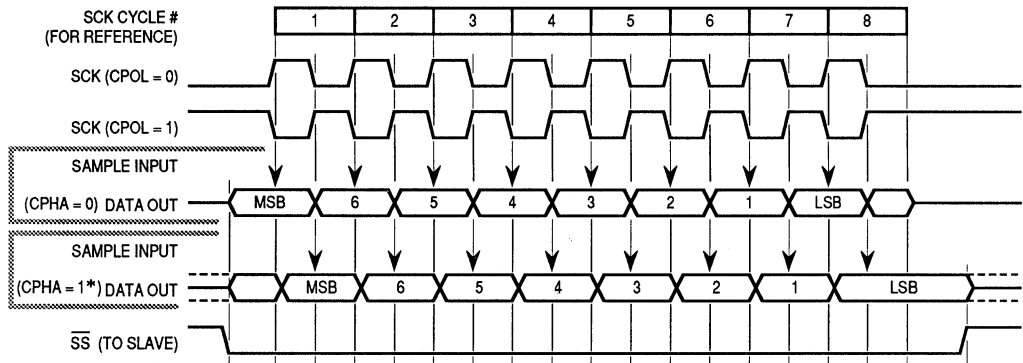 SCK CYCLE #
(FOR REFERENCE)
1 2 3 4 5 6 7 8
SCK (CPOL = 0)
SCK (CPOL = 1)
SAMPLE INPUT
(CPHA = 0) DATA OUT
MSB 6 5 4 3 2 1 LSB
SAMPLE INPUT
(CPHA = 1*) DATA OUT
MSB 6 5 4 3 2 1 LSB
SS (TO SLAVE)